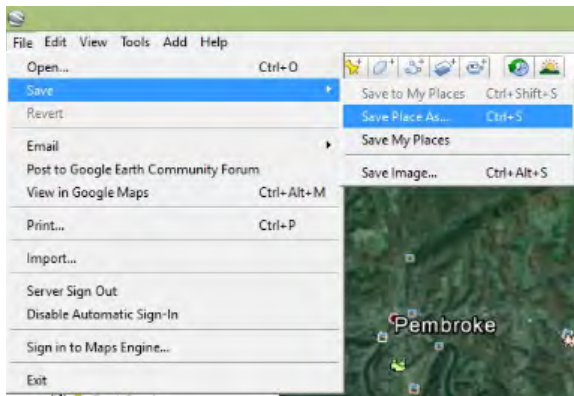 File Edit View Tools Add Help
Open... Ctrl+O
Save
Revert
Email
Post to Google Earth Community Forum
View in Google Maps Ctrl+Alt+M
Print... Ctrl+P
Import...
Server Sign Out
Disable Automatic Sign-In
Sign in to Maps Engine...
Exit
Save to My Places Ctrl+Shift+S
Save Place As... Ctrl+S
Save My Places
Save Image... Ctrl+Alt+S
Pembroke